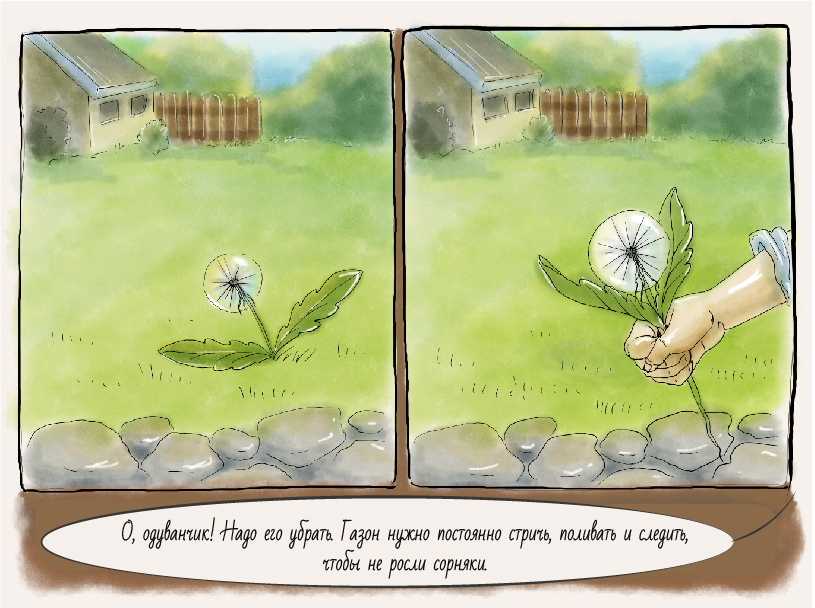 О, одуванчик! Надо его убрать. Газон нужно постоянно стричь, поливать и следить,
чтобы не росли сорняки.